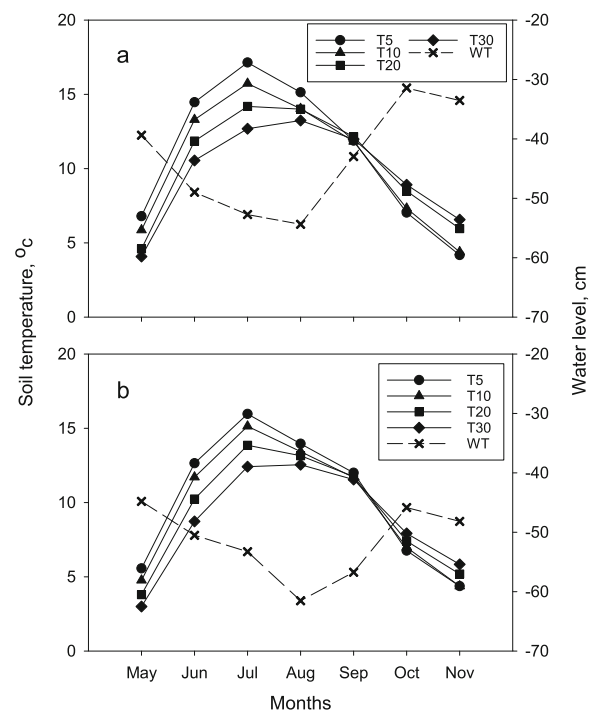 20
15
10
5
0
a
T5
T10
T20
T30
WT
-20
-30
-40
-50
-60
-70
Soil temperature, °C
Water level, cm
20
15
10
5
0
b
T5
T10
T20
T30
WT
-20
-30
-40
-50
-60
-70
May Jun Jul Aug Sep Oct Nov
Months